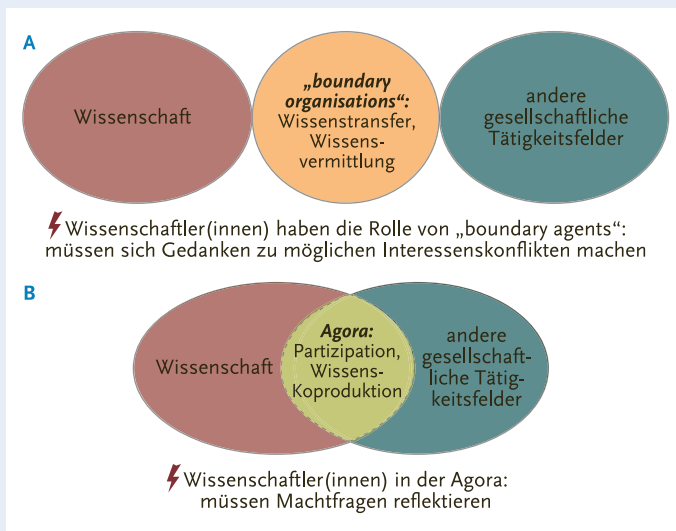 A
Wissenschaft
„boundary
organisations“:
Wissenstransfer,
Wissens-
vermittlung
andere
gesellschaftliche
Tätigkeitsfelder
Wissenschaftler(innen) haben die Rolle von „boundary agents“:
müssen sich Gedanken zu möglichen Interessenskonflikten machen
B
Wissenschaft
Agora:
Partizipation,
Wissens-
Koproduktion
andere
gesellschaft-
liche Tätig-
keitsfelder
Wissenschaftler(innen) in der Agora:
müssen Machtfragen reflektieren